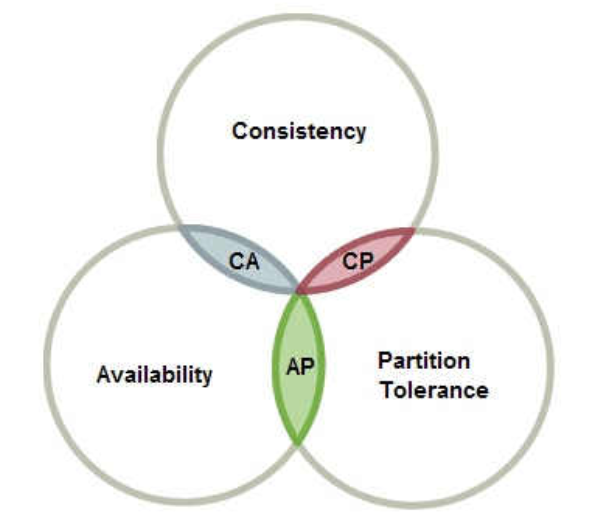 Consistency
CA
CP
Availability
AP
Partition
Tolerance